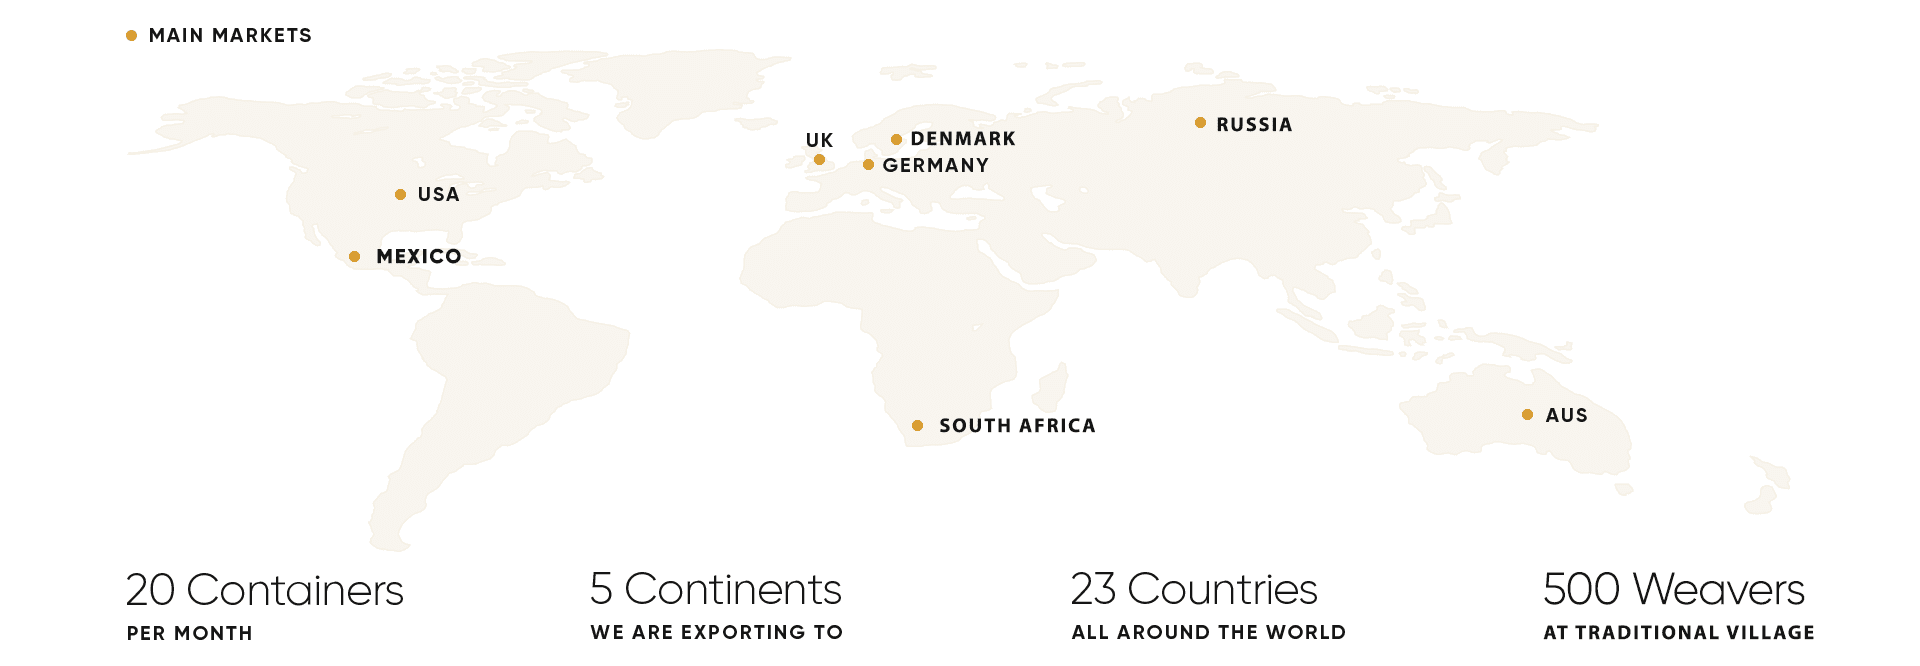 MAIN MARKETS
UK
DENMARK
RUSSIA
GERMANY
USA
MEXICO
SOUTH AFRICA
AUS
20 Containers
PER MONTH
5 Continents
WE ARE EXPORTING TO
23 Countries
ALL AROUND THE WORLD
500 Weavers
AT TRADITIONAL VILLAGE